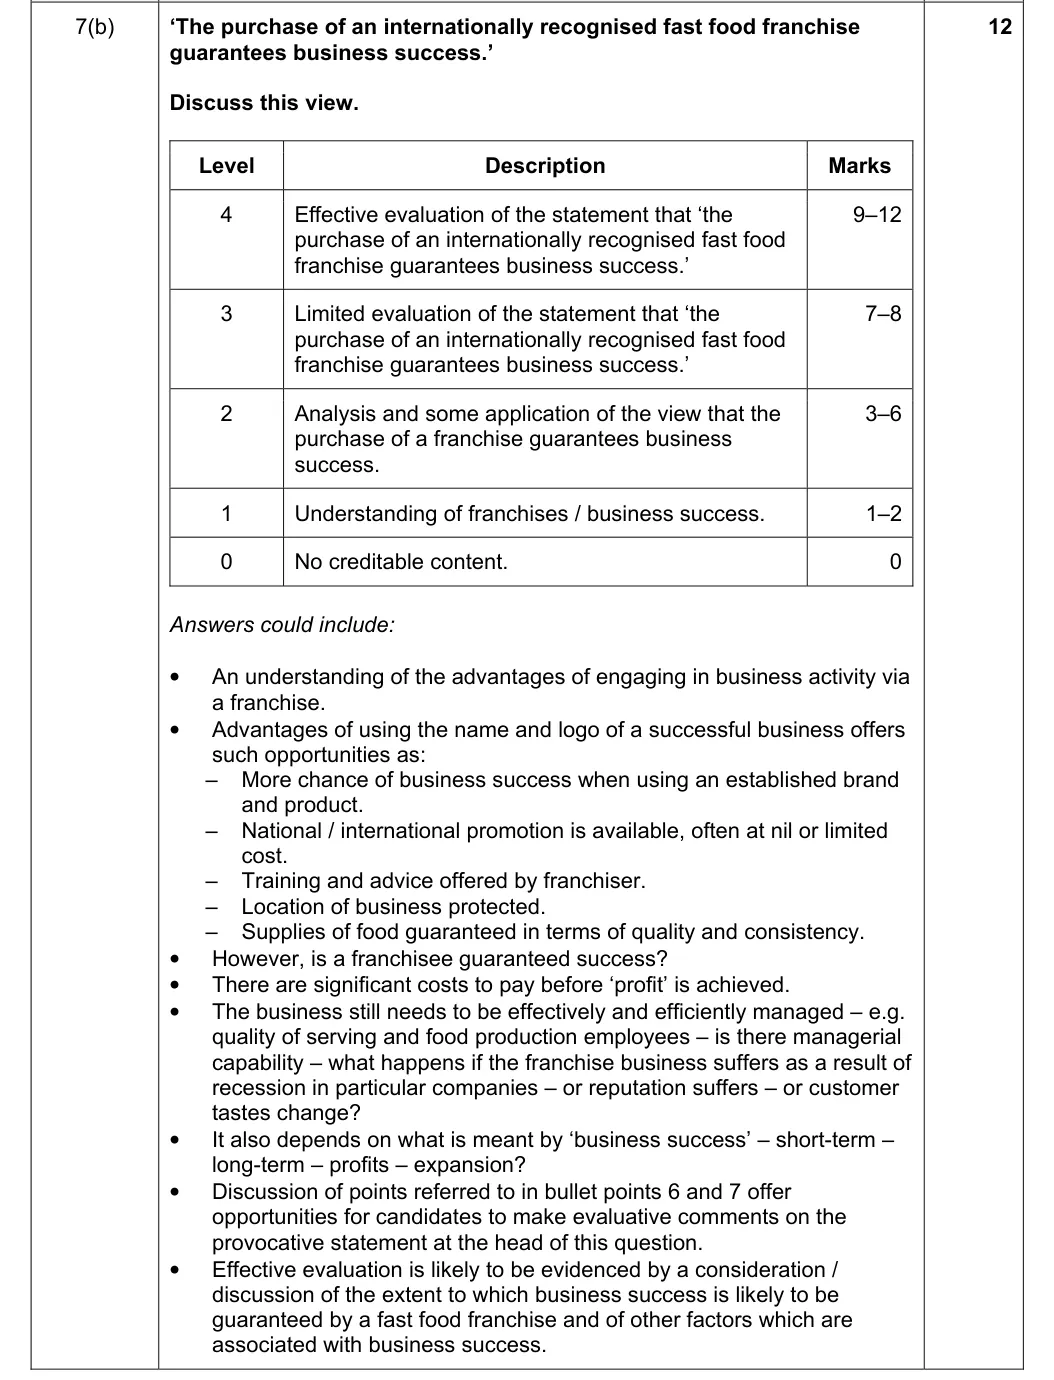 7(b)
‘The purchase of an internationally recognised fast food franchise
guarantees business success.’
12
Discuss this view.
Level Description Marks
4 Effective evaluation of the statement that ‘the 9–12
purchase of an internationally recognised fast food
franchise guarantees business success.’
3 Limited evaluation of the statement that ‘the 7–8
purchase of an internationally recognised fast food
franchise guarantees business success.’
2 Analysis and some application of the view that the 3–6
purchase of a franchise guarantees business
success.
1 Understanding of franchises / business success. 1–2
0 No creditable content. 0
Answers could include:
• An understanding of the advantages of engaging in business activity via
a franchise.
• Advantages of using the name and logo of a successful business offers
such opportunities as:
– More chance of business success when using an established brand
and product.
– National / international promotion is available, often at nil or limited
cost.
– Training and advice offered by franchiser.
– Location of business protected.
– Supplies of food guaranteed in terms of quality and consistency.
• However, is a franchisee guaranteed success?
• There are significant costs to pay before ‘profit’ is achieved.
• The business still needs to be effectively and efficiently managed – e.g.
quality of serving and food production employees – is there managerial
capability – what happens if the franchise business suffers as a result of
recession in particular companies – or reputation suffers – or customer
tastes change?
• It also depends on what is meant by ‘business success’ – short-term –
long-term – profits – expansion?
• Discussion of points referred to in bullet points 6 and 7 offer
opportunities for candidates to make evaluative comments on the
provocative statement at the head of this question.
• Effective evaluation is likely to be evidenced by a consideration /
discussion of the extent to which business success is likely to be
guaranteed by a fast food franchise and of other factors which are
associated with business success.